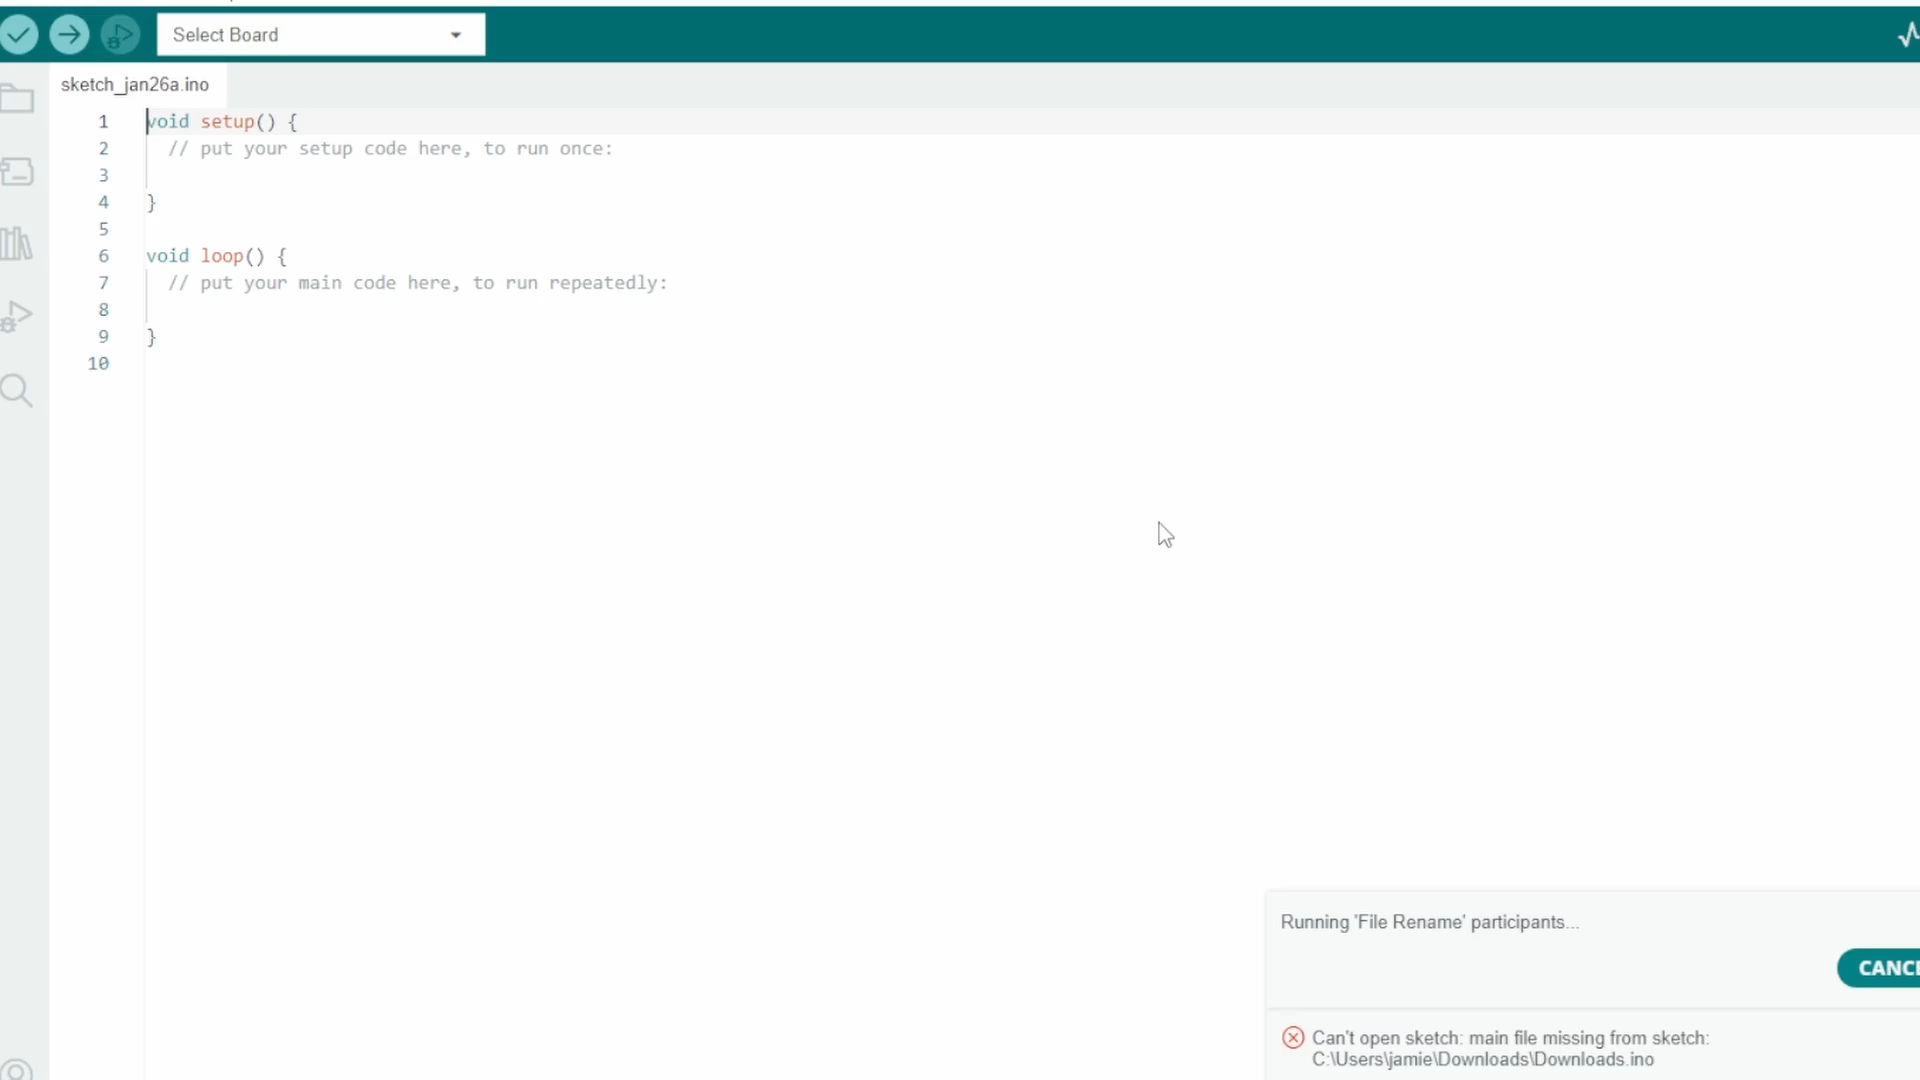 Select Board
sketch_jan26a.ino
1 void setup() {
2 // put your setup code here, to run once:
3
4 }
5
6 void loop() {
7 // put your main code here, to run repeatedly:
8
9 }
10
Running 'File Rename' participants...
CANCE
Can't open sketch: main file missing from sketch:
C:\Users\jamie\Downloads\Downloads.ino